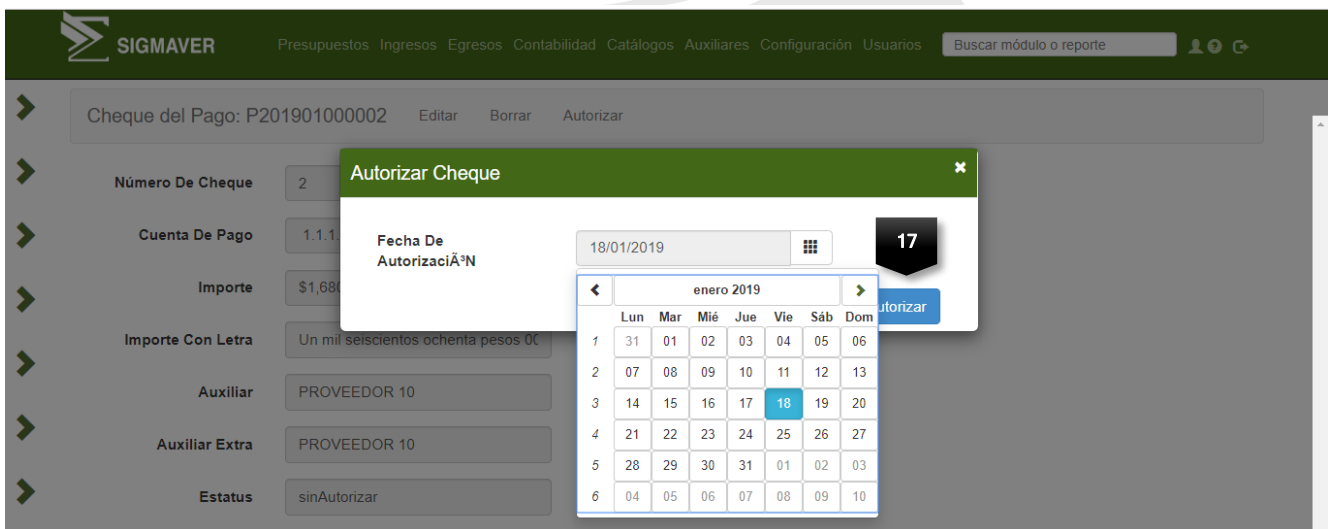 SIGMAVER Presupuestos Ingresos Egresos Contabilidad Catálogos Auxiliares Configuración Usuarios Buscar módulo o reporte
Cheque del Pago: P201901000002 Editar Borrar Autorizar
Autorizar Cheque
Número De Cheque 2
Cuenta De Pago 1.1.1.
Fecha De
AutorizaciÃ³N
18/01/2019
17
Importe $1,680
enero 2019
utorizar
Lun Mar Mié Jue Vie Sáb Dom
Importe Con Letra Un mil seiscientos ochenta pesos 00
1 31 01 02 03 04 05 06
2 07 08 09 10 11 12 13
Auxiliar PROVEEDOR 10
3 14 15 16 17 18 19 20
4 21 22 23 24 25 26 27
Auxiliar Extra PROVEEDOR 10
5 28 29 30 31 01 02 03
Estatus sinAutorizar
6 04 05 06 07 08 09 10